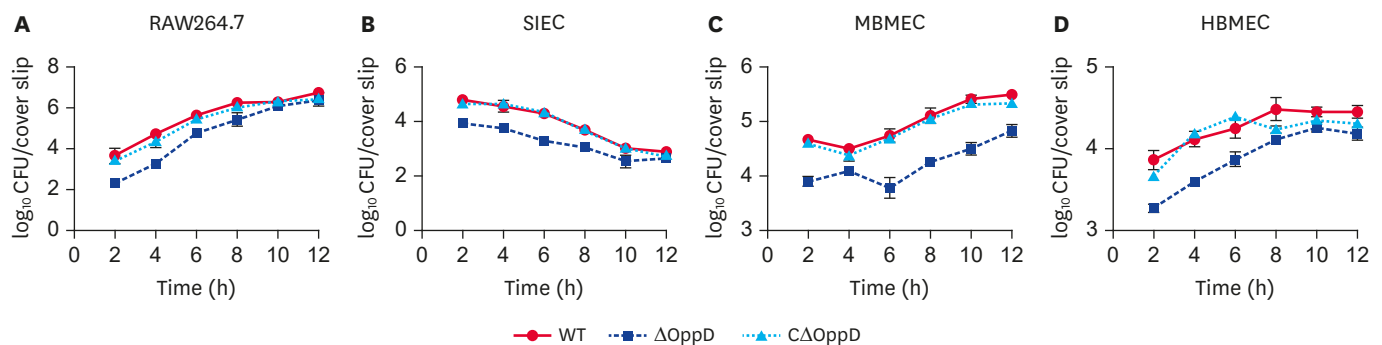 A RAW264.7
log₁₀ CFU/cover slip
8
6
4
2
0
0 2 4 6 8 10 12
Time (h)
B SIEC
log₁₀ CFU/cover slip
6
4
2
0
0 2 4 6 8 10 12
Time (h)
C MBMEC
log₁₀ CFU/cover slip
6
5
4
3
0 2 4 6 8 10 12
Time (h)
D HBMEC
log₁₀ CFU/cover slip
5
4
3
0 2 4 6 8 10 12
Time (h)
WT ΔOppD CΔOppD